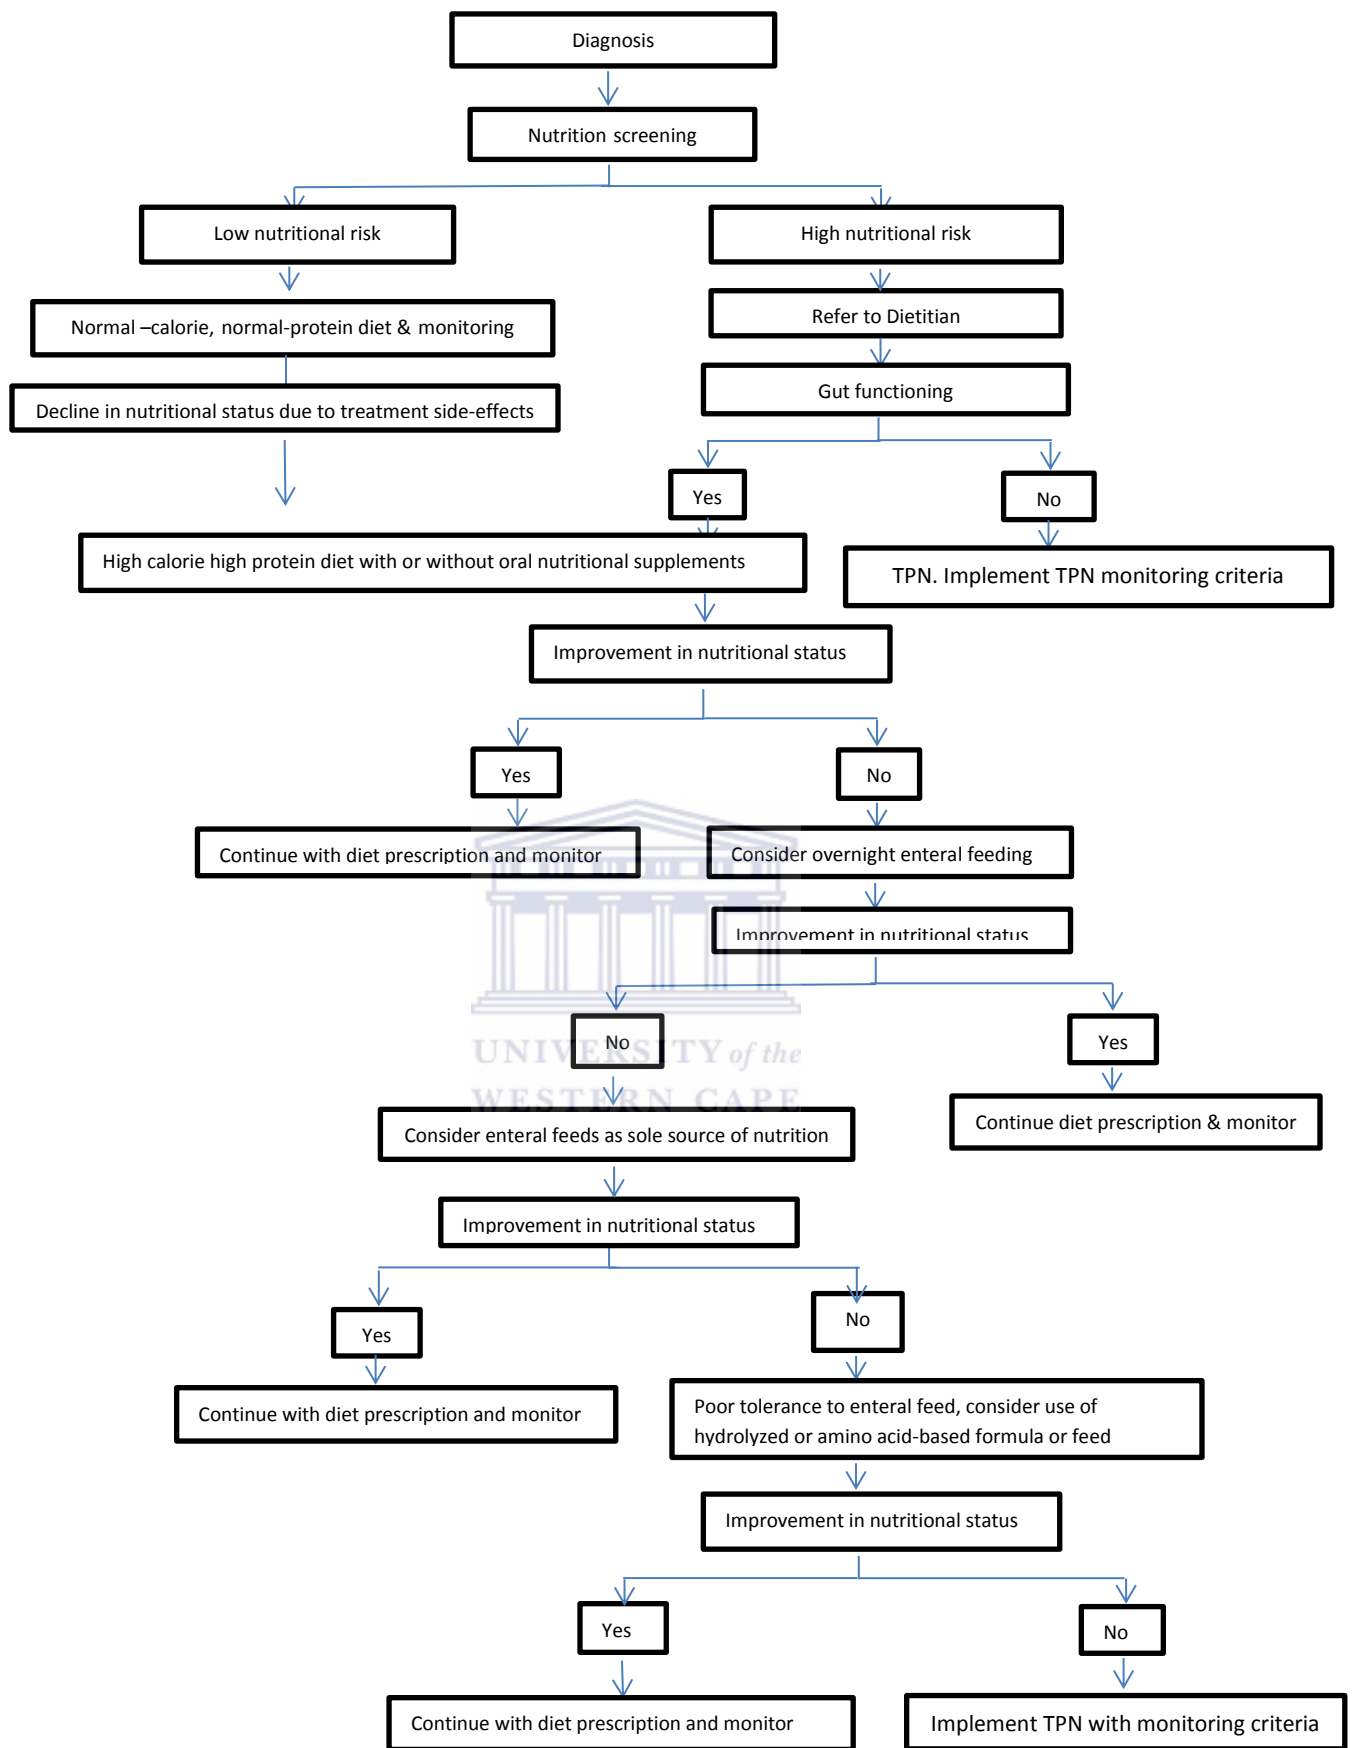 Diagnosis
Nutrition screening
Low nutritional risk
High nutritional risk
Normal –calorie, normal-protein diet & monitoring
Refer to Dietitian
Decline in nutritional status due to treatment side-effects
Gut functioning
Yes
No
High calorie high protein diet with or without oral nutritional supplements
TPN. Implement TPN monitoring criteria
Improvement in nutritional status
Yes
No
Continue with diet prescription and monitor
Consider overnight enteral feeding
Improvement in nutritional status
No
Yes
UNIVERSITY of the
WESTERN CAPE
Consider enteral feeds as sole source of nutrition
Continue diet prescription & monitor
Improvement in nutritional status
Yes
No
Continue with diet prescription and monitor
Poor tolerance to enteral feed, consider use of
hydrolyzed or amino acid-based formula or feed
Improvement in nutritional status
Yes
No
Continue with diet prescription and monitor
Implement TPN with monitoring criteria